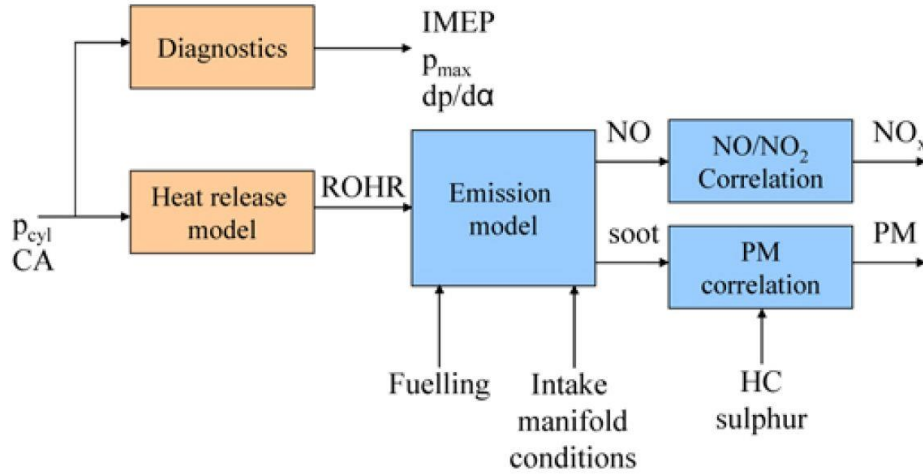 Diagnostics
IMEP
pmax
dp/dα
pcyl
CA
Heat release
model
ROHR
Emission
model
NO
NO/NO2
Correlation
NOx
soot
PM
correlation
PM
Fuelling
Intake
manifold
conditions
HC
sulphur